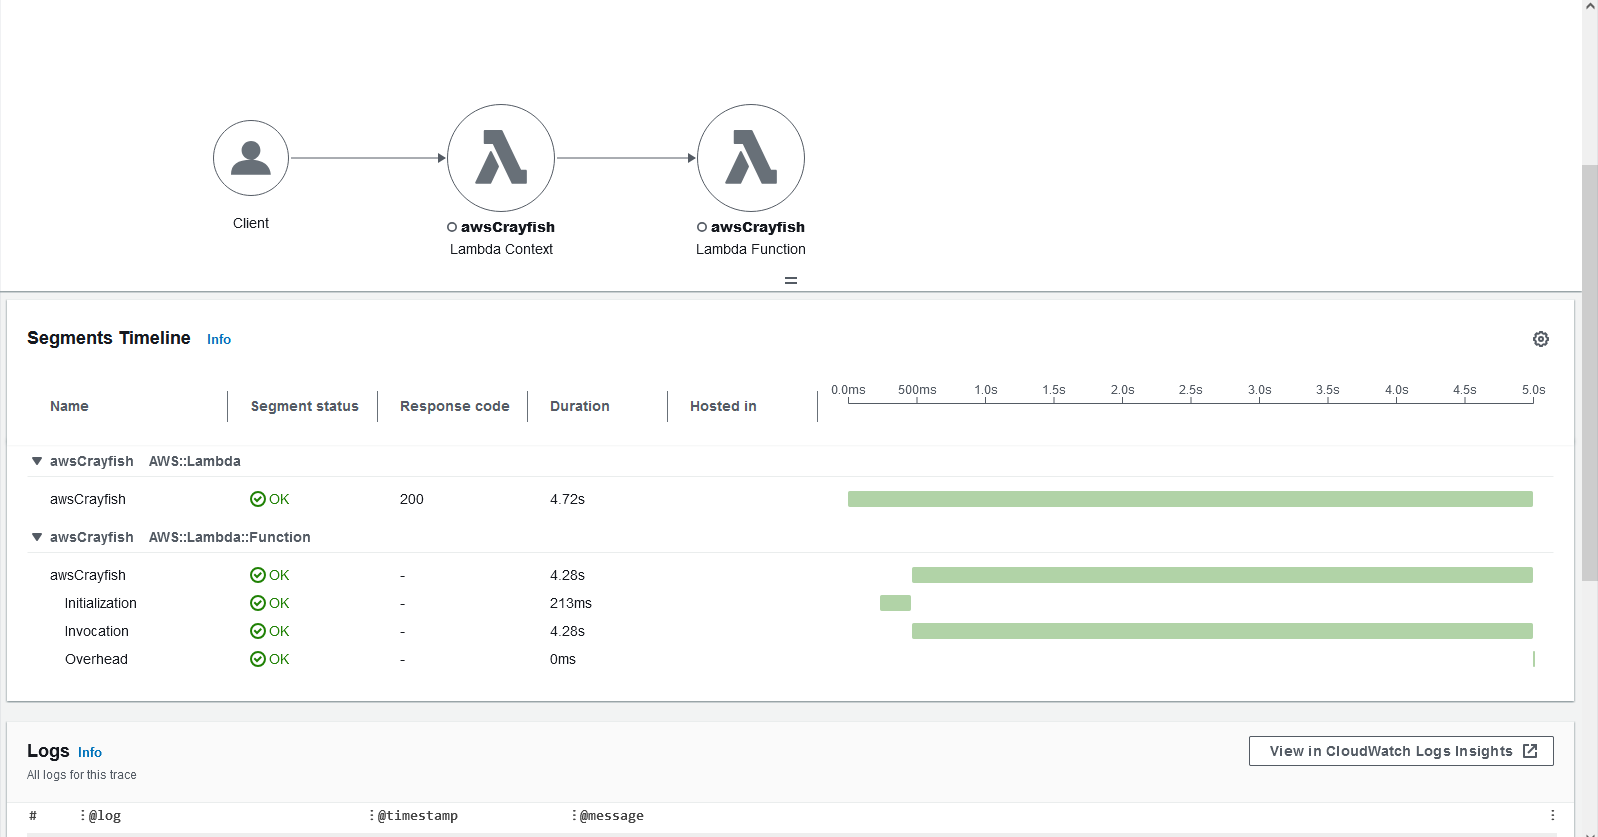 Client
awsCrayfish
Lambda Context
awsCrayfish
Lambda Function
Segments Timeline Info
0.0ms 500ms 1.0s 1.5s 2.0s 2.5s 3.0s 3.5s 4.0s 4.5s 5.0s
Name Segment status Response code Duration Hosted in
awsCrayfish AWS::Lambda
awsCrayfish OK 200 4.72s
awsCrayfish AWS::Lambda::Function
awsCrayfish OK - 4.28s
Initialization OK - 213ms
Invocation OK - 4.28s
Overhead OK - 0ms
Logs Info
View in CloudWatch Logs Insights
All logs for this trace
# @log @timestamp @message